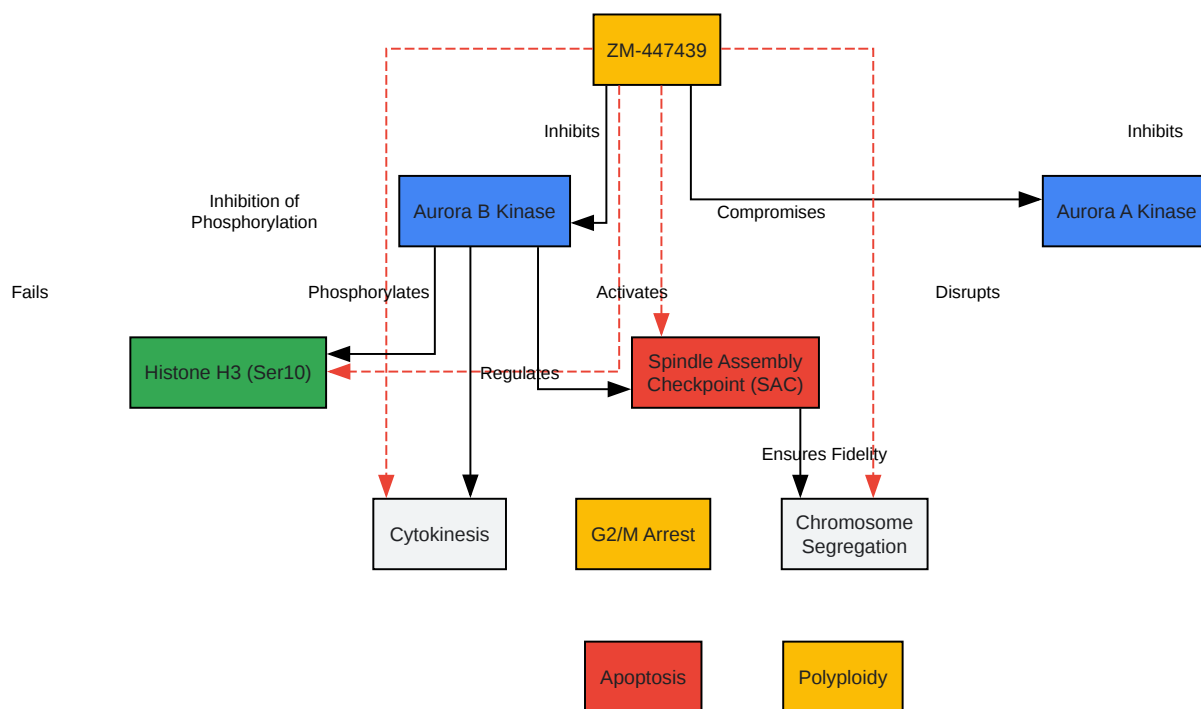 ZM-447439
Inhibits
Inhibits
Inhibition of
Phosphorylation
Aurora B Kinase
Compromises
Aurora A Kinase
Fails
Phosphorylates
Activates
Disrupts
Histone H3 (Ser10)
Regulates
Spindle Assembly
Checkpoint (SAC)
Ensures Fidelity
Cytokinesis
G2/M Arrest
Chromosome
Segregation
Apoptosis
Polyploidy